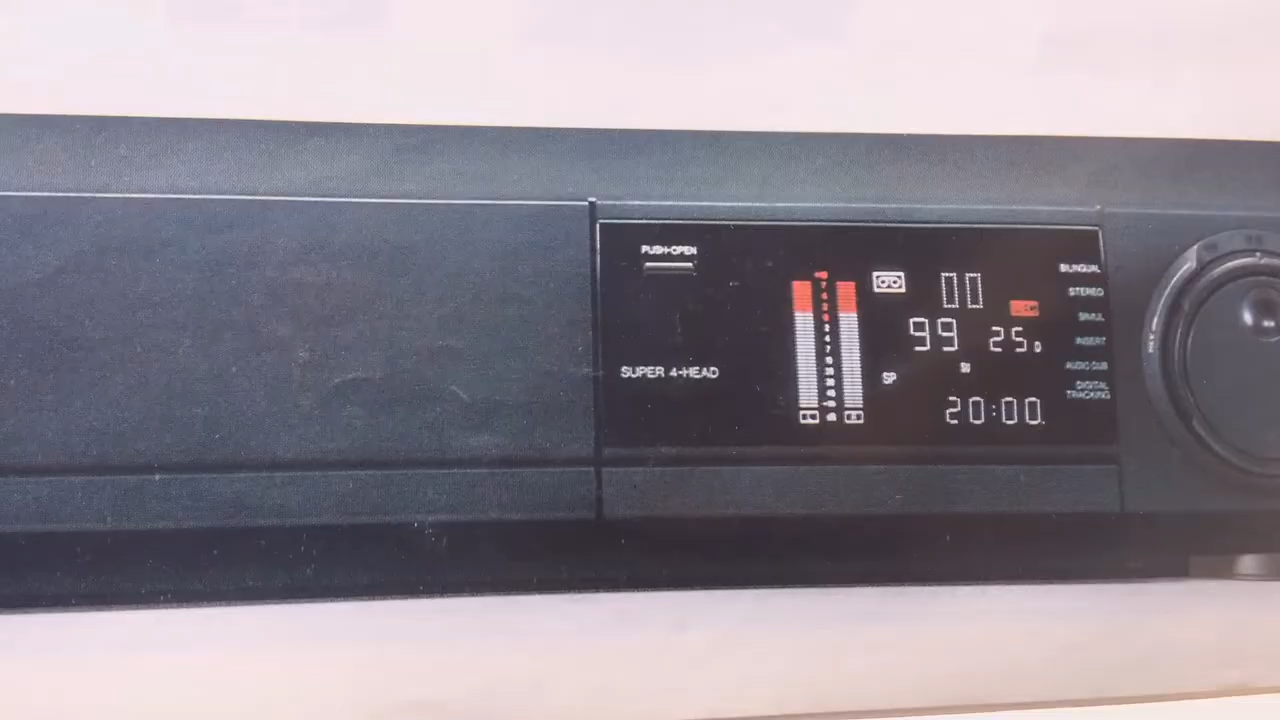 PUSH-OPEN
SUPER 4-HEAD
00
99 25
SP
20:00
L R
BILINGUAL
STEREO
SIMUL
INSERT
AUDIO DUB
DIGITAL
TRACKING